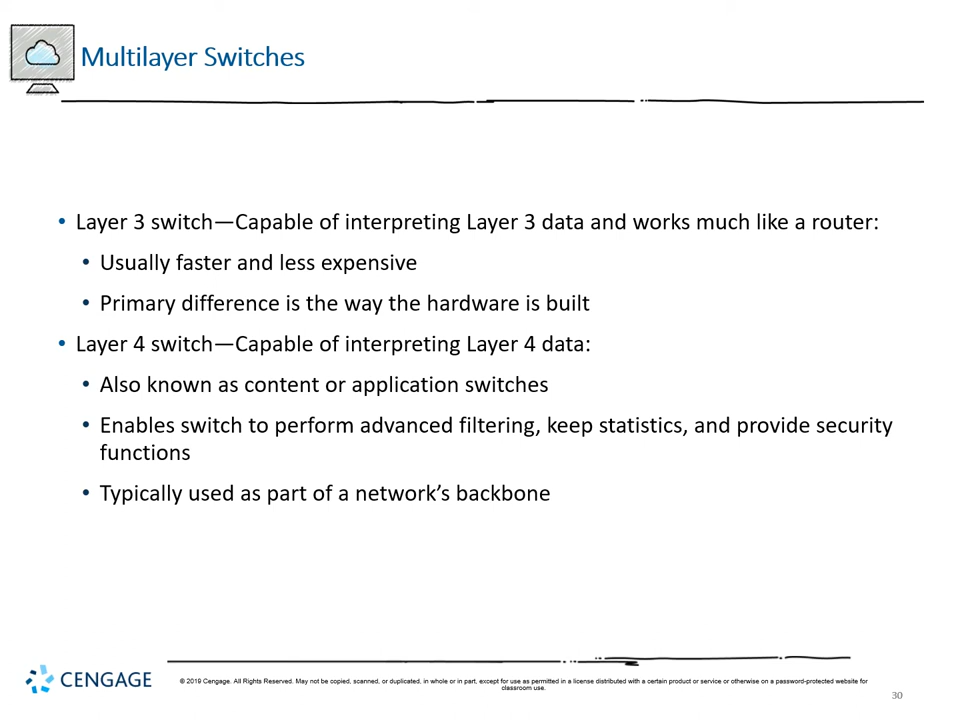 Multilayer Switches
• Layer 3 switch—Capable of interpreting Layer 3 data and works much like a router:
• Usually faster and less expensive
• Primary difference is the way the hardware is built
• Layer 4 switch—Capable of interpreting Layer 4 data:
• Also known as content or application switches
• Enables switch to perform advanced filtering, keep statistics, and provide security
functions
• Typically used as part of a network’s backbone
CENGAGE
© 2019 Cengage. All Rights Reserved. May not be copied, scanned, or duplicated, in whole or in part, except for use as permitted in a license distributed with a certain product or service or otherwise on a password-protected website for
classroom use.
30